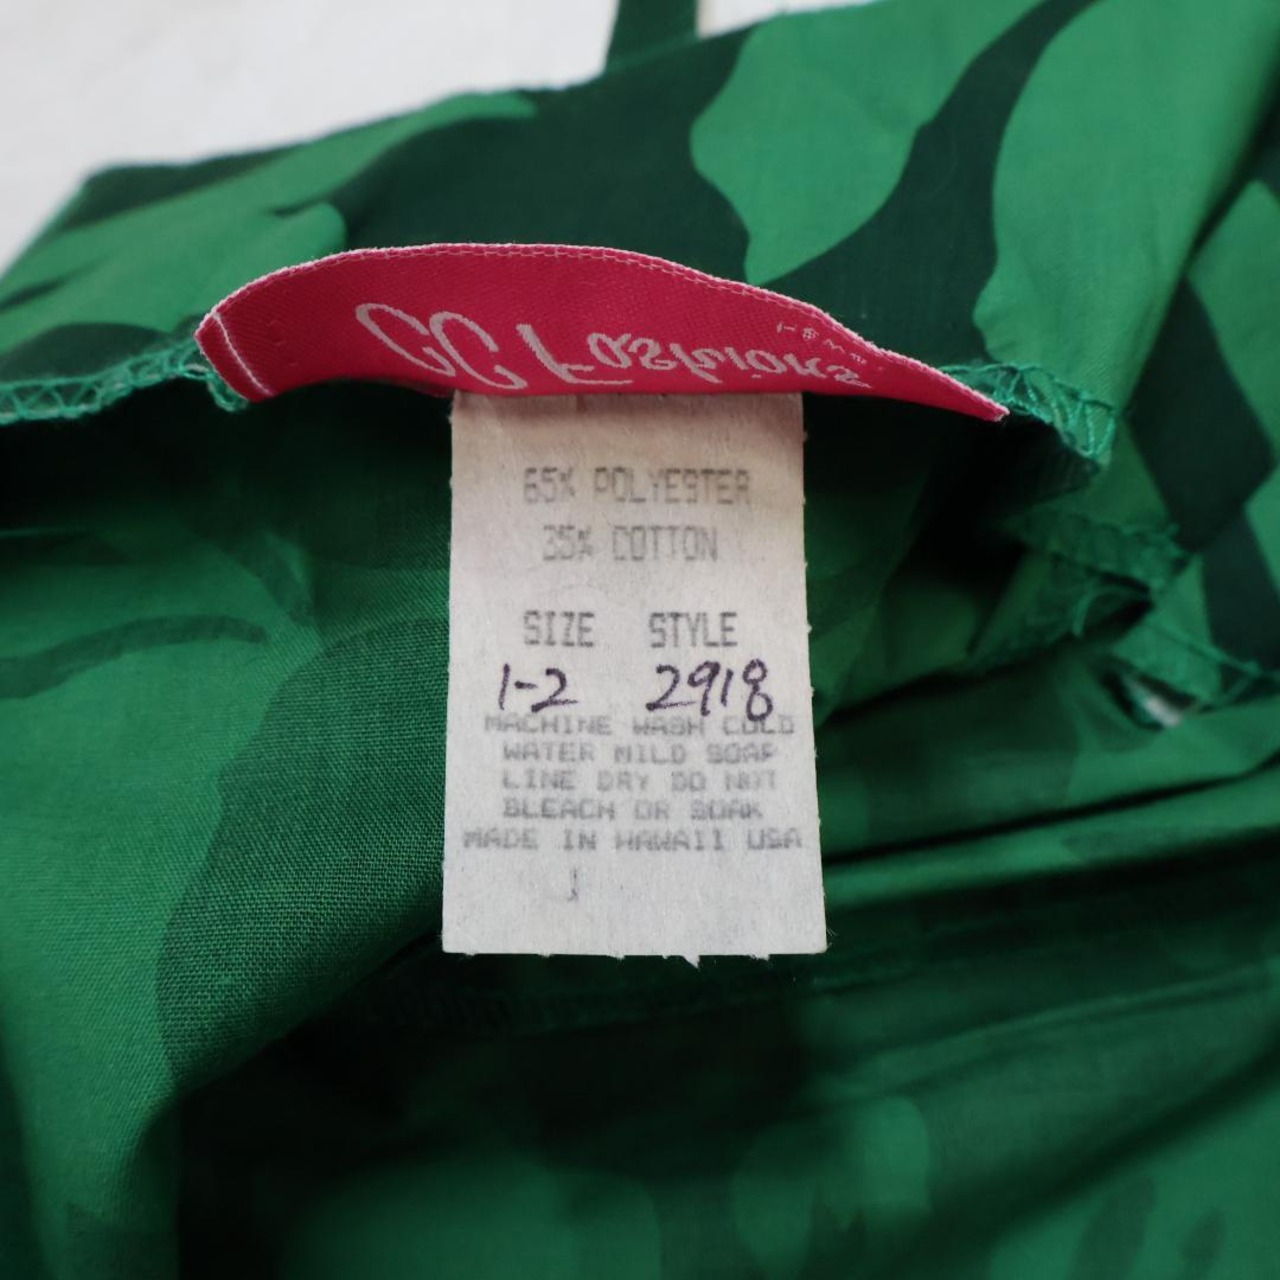 CC Fashions
65% POLYESTER
35% COTTON
SIZE STYLE
1-2 2918
MACHINE WASH COLD
WATER MILD SOAP
LINE DRY DO NOT
BLEACH OR SOAK
MADE IN HAWAII USA